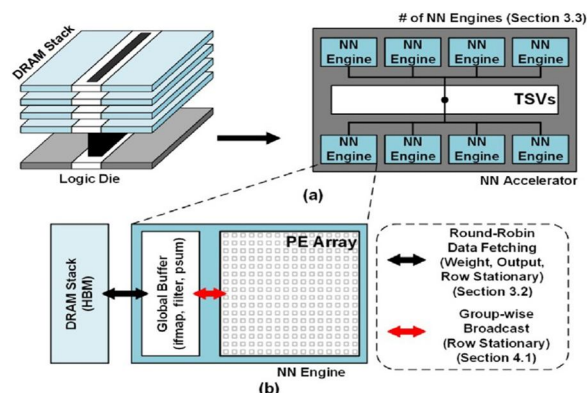 DRAM Stack
Logic Die
# of NN Engines (Section 3.3)
NN
Engine
NN
Engine
NN
Engine
NN
Engine
TSVs
NN
Engine
NN
Engine
NN
Engine
NN
Engine
NN Accelerator
(a)
DRAM Stack
(HBM)
Global Buffer
(ifmap, filter, psum)
PE Array
NN Engine
Round-Robin
Data Fetching
(Weight, Output,
Row Stationary)
(Section 3.2)
Group-wise
Broadcast
(Row Stationary)
(Section 4.1)
(b)